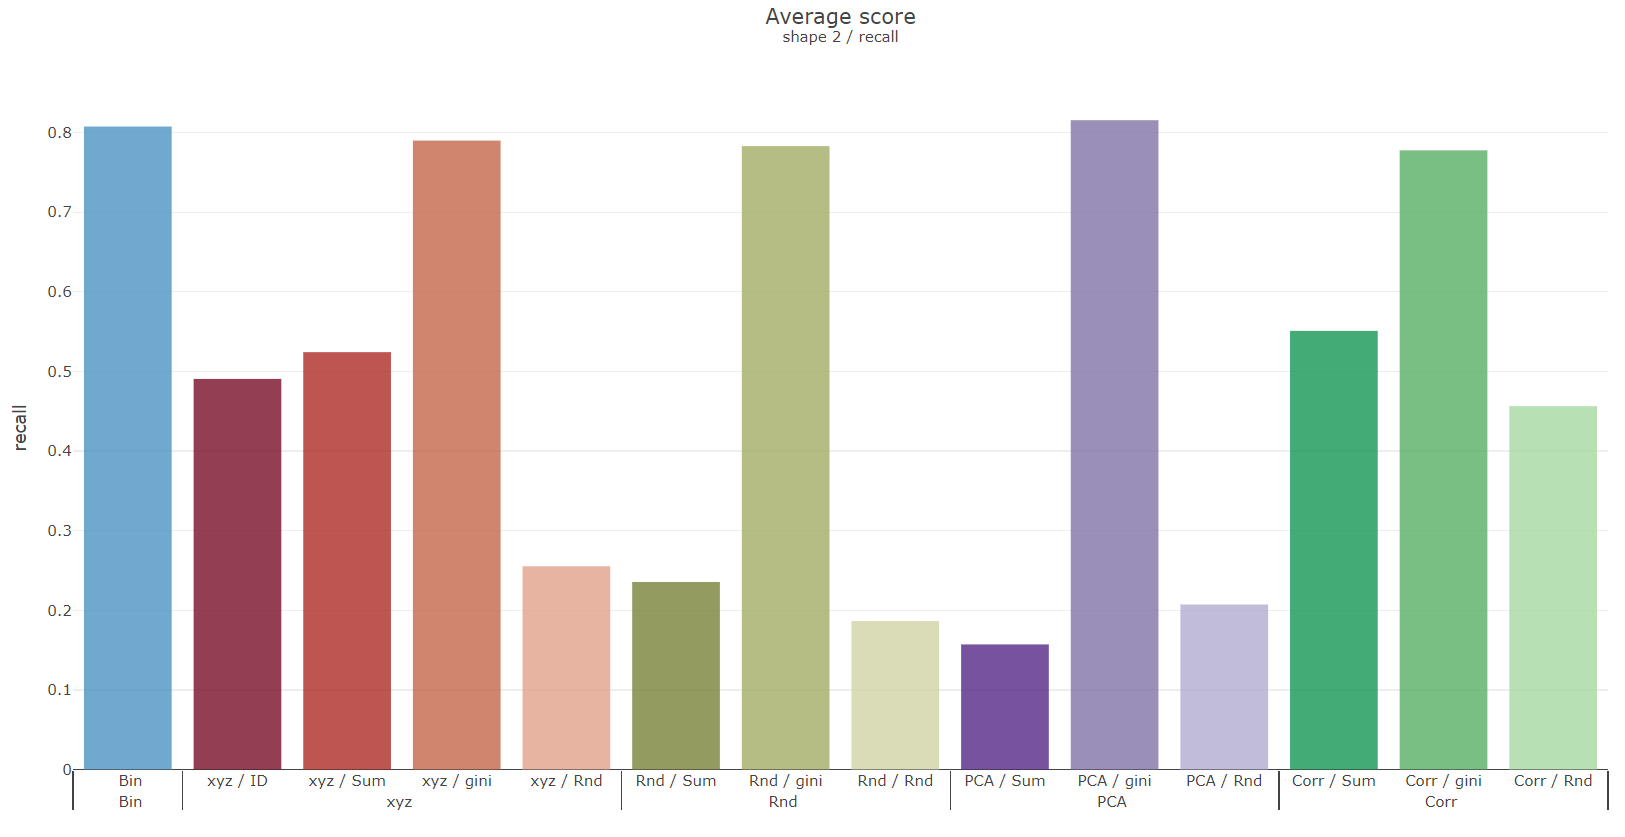 Average score
shape 2 / recall
recall
0.8
0.7
0.6
0.5
0.4
0.3
0.2
0.1
0
Bin xyz / ID xyz / Sum xyz / gini xyz / Rnd Rnd / Sum Rnd / gini Rnd / Rnd PCA / Sum PCA / gini PCA / Rnd Corr / Sum Corr / gini Corr / Rnd
Bin xyz Rnd PCA Corr